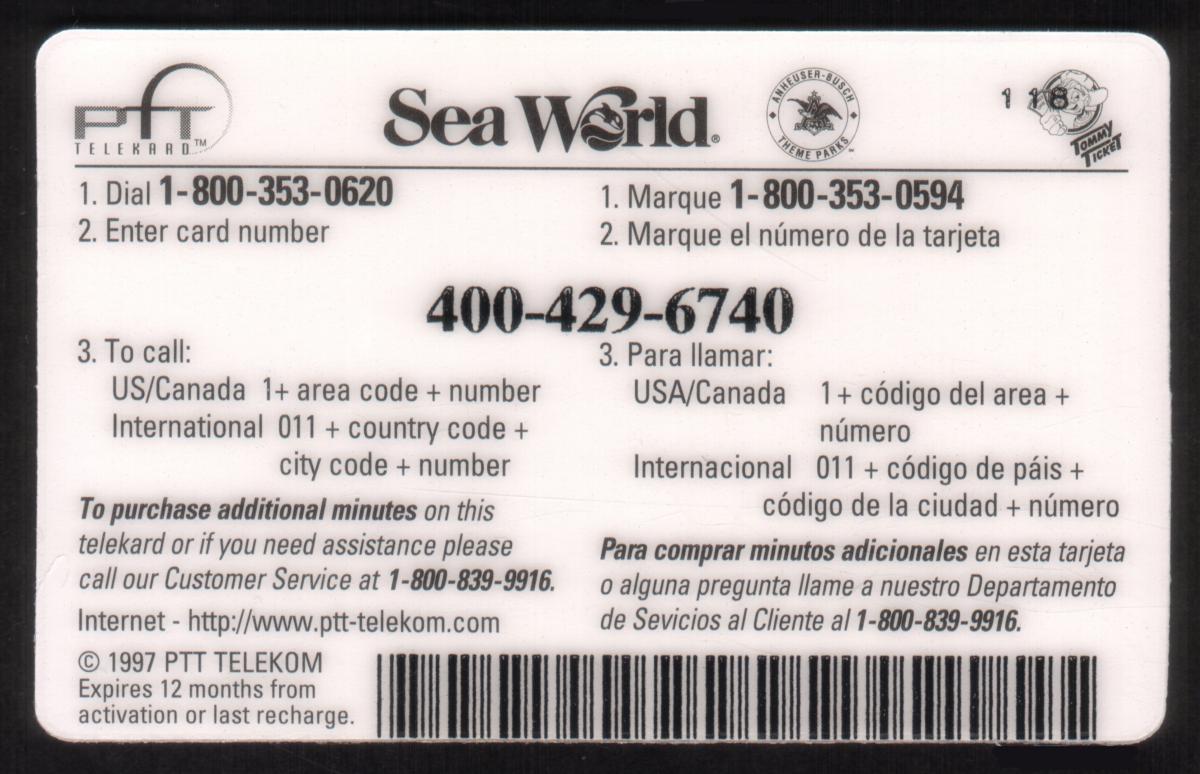 PTT
TELEKARD™
Sea World®
ANHEUSER-BUSCH
THEME PARKS™
118
TOMMY
TICKET
1. Dial 1-800-353-0620
2. Enter card number
1. Marque 1-800-353-0594
2. Marque el número de la tarjeta
400-429-6740
3. To call:
US/Canada 1+ area code + number
International 011 + country code +
city code + number
3. Para llamar:
USA/Canada 1+ código del area +
número
Internacional 011 + código de páis +
código de la ciudad + número
To purchase additional minutes on this
telekard or if you need assistance please
call our Customer Service at 1-800-839-9916.
Internet - http://www.ptt-telekom.com
Para comprar minutos adicionales en esta tarjeta
o alguna pregunta llame a nuestro Departamento
de Sevicios al Cliente al 1-800-839-9916.
© 1997 PTT TELEKOM
Expires 12 months from
activation or last recharge.